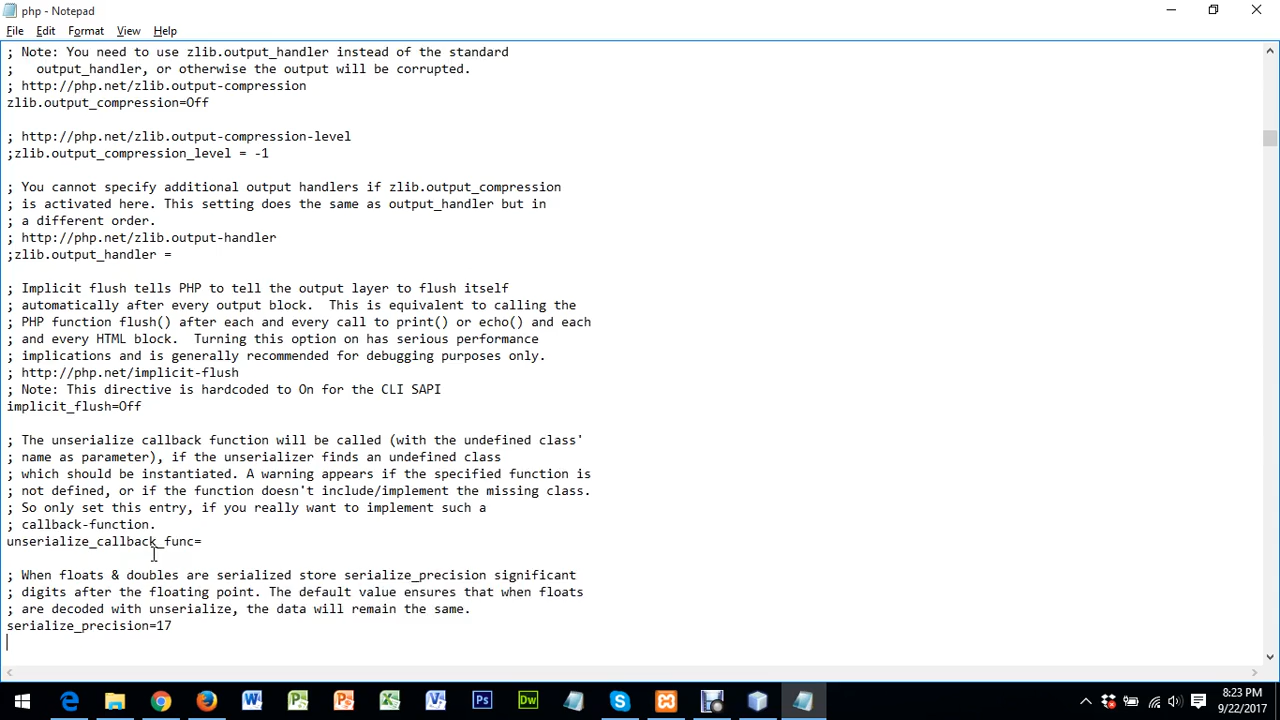 php - Notepad
File Edit Format View Help
; Note: You need to use zlib.output_handler instead of the standard
;   output_handler, or otherwise the output will be corrupted.
; http://php.net/zlib.output-compression
zlib.output_compression=Off
; http://php.net/zlib.output-compression-level
;zlib.output_compression_level = -1
; You cannot specify additional output handlers if zlib.output_compression
; is activated here. This setting does the same as output_handler but in
; a different order.
; http://php.net/zlib.output-handler
;zlib.output_handler =
; Implicit flush tells PHP to tell the output layer to flush itself
; automatically after every output block.  This is equivalent to calling the
; PHP function flush() after each and every call to print() or echo() and each
; and every HTML block.  Turning this option on has serious performance
; implications and is generally recommended for debugging purposes only.
; http://php.net/implicit-flush
; Note: This directive is hardcoded to On for the CLI SAPI
implicit_flush=Off
; The unserialize callback function will be called (with the undefined class'
; name as parameter), if the unserializer finds an undefined class
; which should be instantiated. A warning appears if the specified function is
; not defined, or if the function doesn't include/implement the missing class.
; So only set this entry, if you really want to implement such a
; callback-function.
unserialize_callback_func=
; When floats & doubles are serialized store serialize_precision significant
; digits after the floating point. The default value ensures that when floats
; are decoded with unserialize, the data will remain the same.
serialize_precision=17
Ps
Dw
8:23 PM
9/22/2017